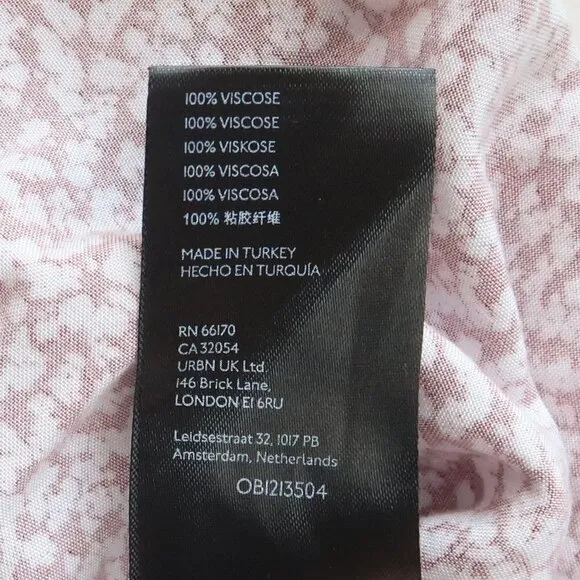 100% VISCOSE
100% VISCOSE
100% VISKOSE
100% VISCOSA
100% VISCOSA
100% 粘胶纤维
MADE IN TURKEY
HECHO EN TURQUÍA
RN 66170
CA 32054
URBN UK Ltd
146 Brick Lane,
LONDON E1 6RU
Leidsestraat 32, 1017 PB
Amsterdam, Netherlands
OB1213504